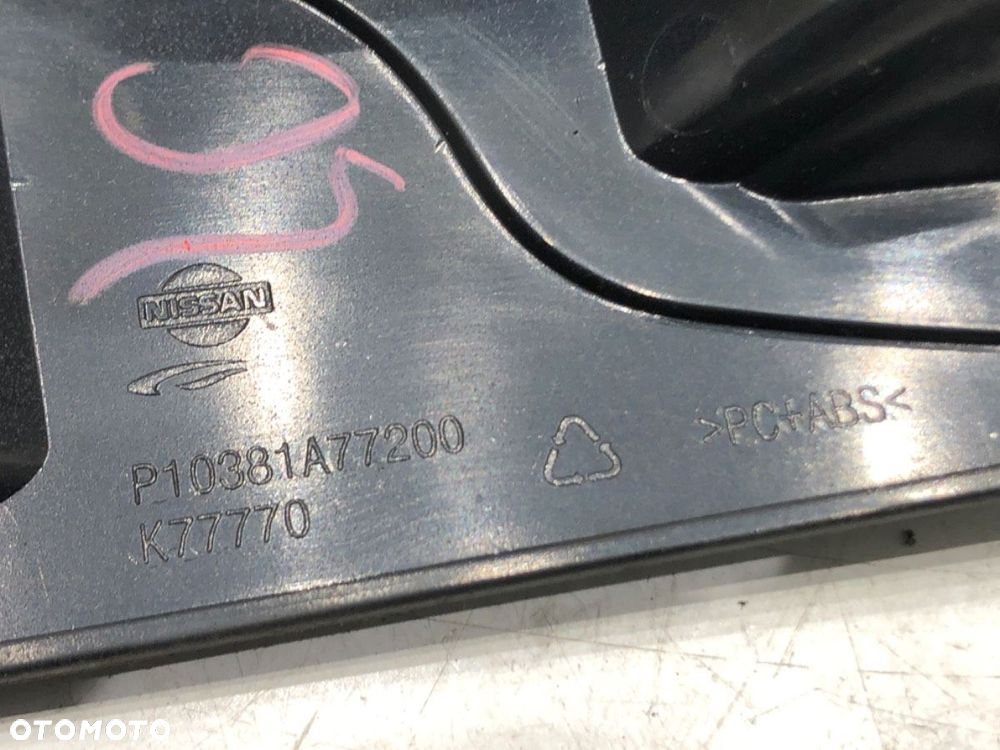 NISSAN
P10381A77200
K77770
>PC+ABS<
OTOMOTO